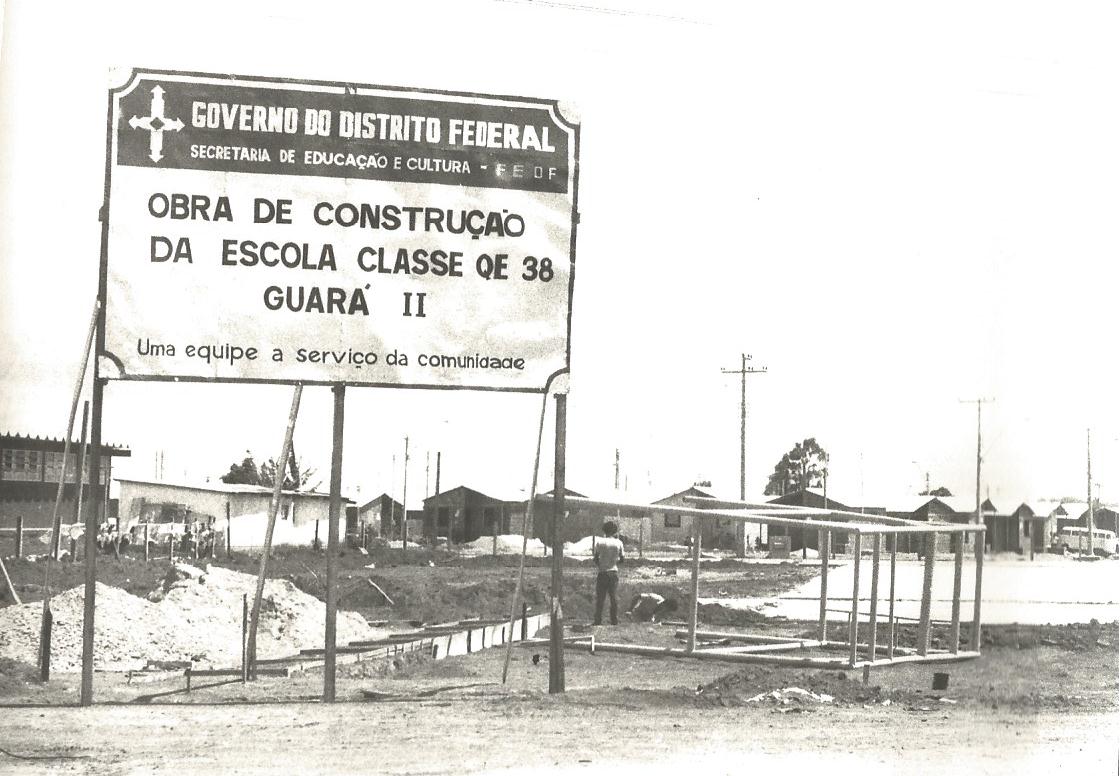 GOVERNO DO DISTRITO FEDERAL
SECRETARIA DE EDUCAÇÃO E CULTURA - FEDF
OBRA DE CONSTRUÇÃO
DA ESCOLA CLASSE QE 38
GUARÁ II
Uma equipe a serviço da comunidade